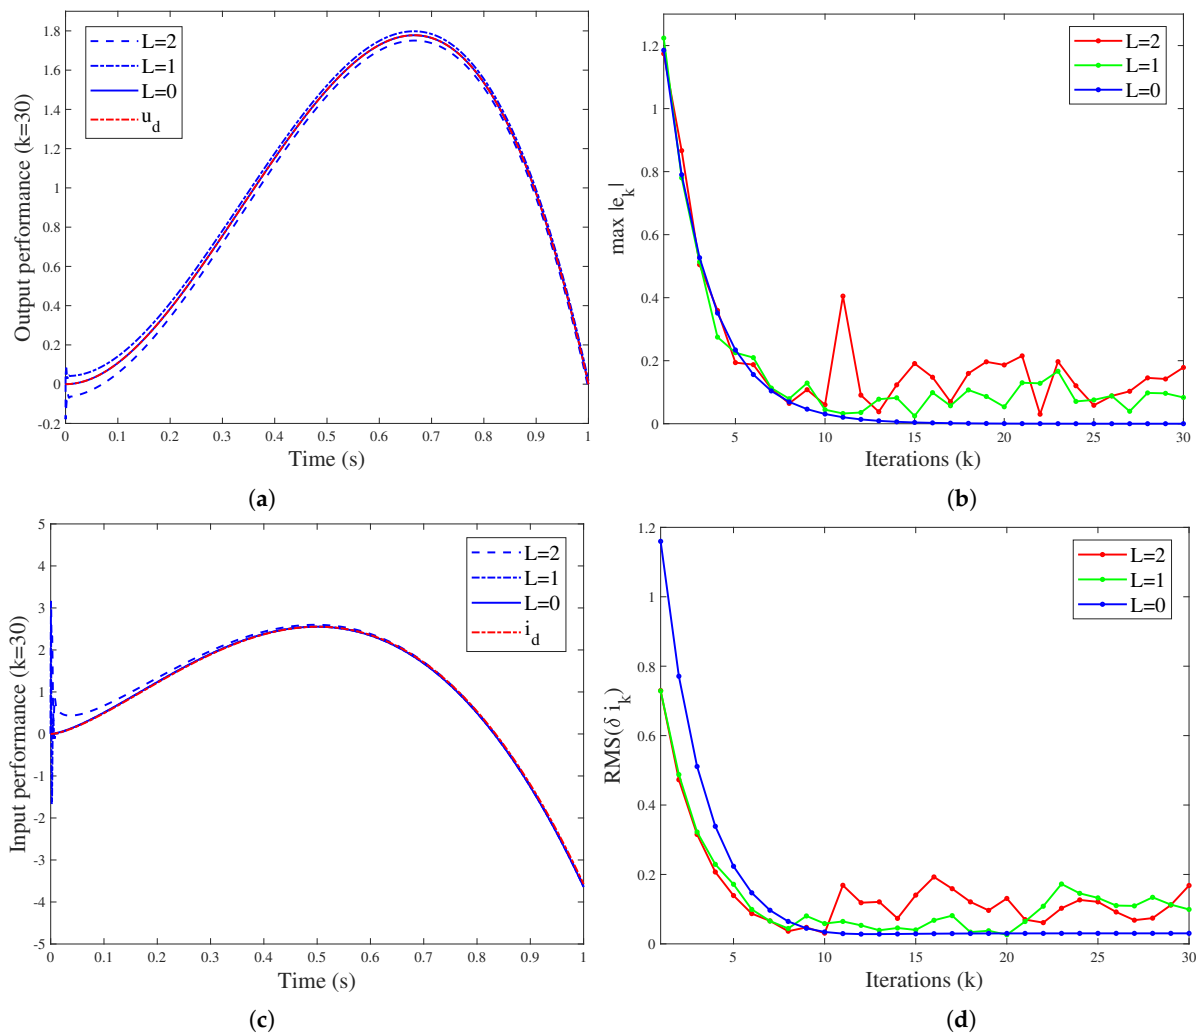 L=2
L=1
L=0
u_d
Output performance (k=30)
1.8
1.6
1.4
1.2
1
0.8
0.6
0.4
0.2
0
-0.2
0 0.1 0.2 0.3 0.4 0.5 0.6 0.7 0.8 0.9 1
Time (s)
(a)
L=2
L=1
L=0
max |e_k|
1.2
1
0.8
0.6
0.4
0.2
0
5 10 15 20 25 30
Iterations (k)
(b)
L=2
L=1
L=0
i_d
Input performance (k=30)
5
4
3
2
1
0
-1
-2
-3
-4
-5
0 0.1 0.2 0.3 0.4 0.5 0.6 0.7 0.8 0.9 1
Time (s)
(c)
L=2
L=1
L=0
RMS(δ i_k)
1.2
1
0.8
0.6
0.4
0.2
0
5 10 15 20 25 30
Iterations (k)
(d)